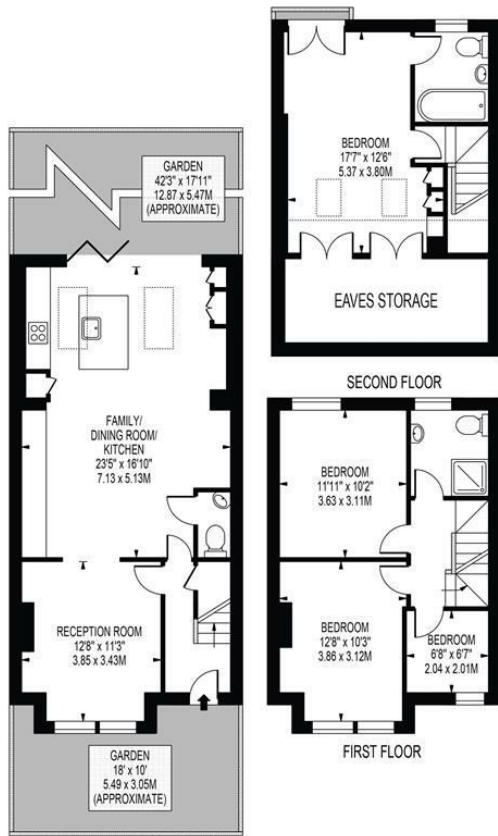 GARDEN
42'3" x 17'11"
12.87 x 5.47M
(APPROXIMATE)
FAMILY/
DINING ROOM/
KITCHEN
23'5" x 16'10"
7.13 x 5.13M
RECEPTION ROOM
12'8" x 11'3"
3.85 x 3.43M
GARDEN
18' x 10'
5.49 x 3.05M
(APPROXIMATE)
BEDROOM
17'7" x 12'6"
5.37 x 3.80M
EAVES STORAGE
SECOND FLOOR
BEDROOM
11'11" x 10'2"
3.63 x 3.11M
BEDROOM
12'8" x 10'3"
3.86 x 3.12M
BEDROOM
6'8" x 6'7"
2.04 x 2.01M
FIRST FLOOR